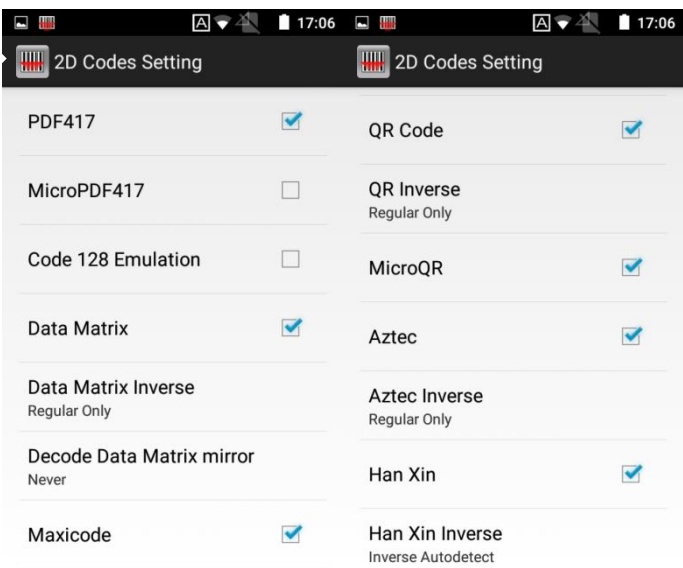 A 17:06
2D Codes Setting
PDF417
MicroPDF417
Code 128 Emulation
Data Matrix
Data Matrix Inverse
Regular Only
Decode Data Matrix mirror
Never
Maxicode
A 17:06
2D Codes Setting
QR Code
QR Inverse
Regular Only
MicroQR
Aztec
Aztec Inverse
Regular Only
Han Xin
Han Xin Inverse
Inverse Autodetect